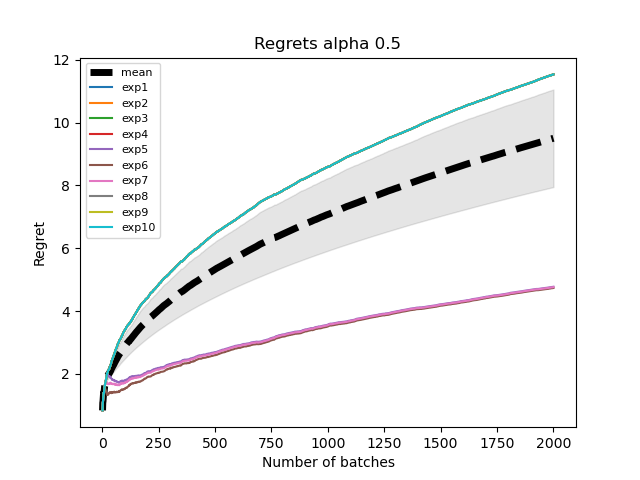 Regrets alpha 0.5
12
10
8
6
4
2
Regret
mean
exp1
exp2
exp3
exp4
exp5
exp6
exp7
exp8
exp9
exp10
0 250 500 750 1000 1250 1500 1750 2000
Number of batches